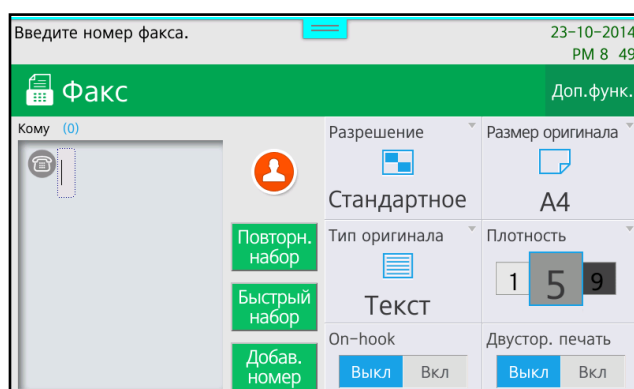 Введите номер факса.
23-10-2014
PM 8 49
Факс
Доп.функ.
Кому (0)
Повторн.
набор
Быстрый
набор
Добав.
номер
Разрешение
Стандартное
Размер оригинала
A4
Тип оригинала
Текст
Плотность
1 5 9
On-hook
Выкл Вкл
Двустор. печать
Выкл Вкл